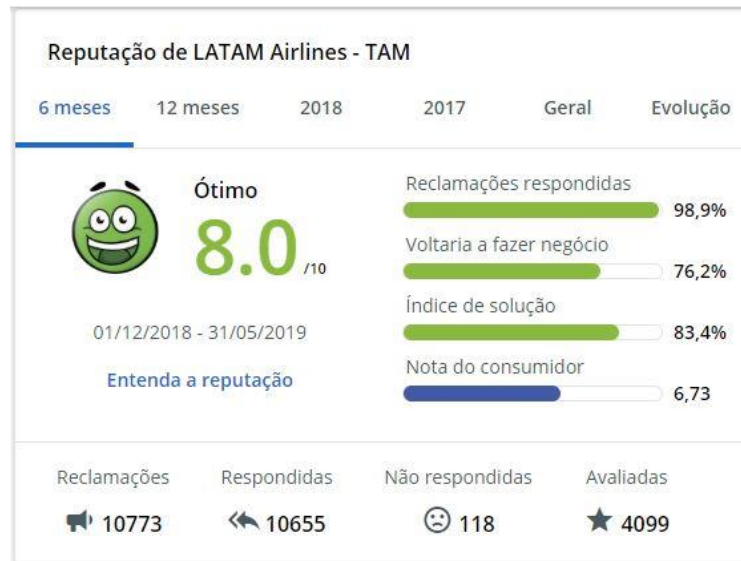 Reputação de LATAM Airlines - TAM
6 meses 12 meses 2018 2017 Geral Evolução
Ótimo
8.0 /10
01/12/2018 - 31/05/2019
Entenda a reputação
Reclamações respondidas
98,9%
Voltaria a fazer negócio
76,2%
Índice de solução
83,4%
Nota do consumidor
6,73
Reclamações Respondidas Não respondidas Avaliadas
10773 10655 118 4099